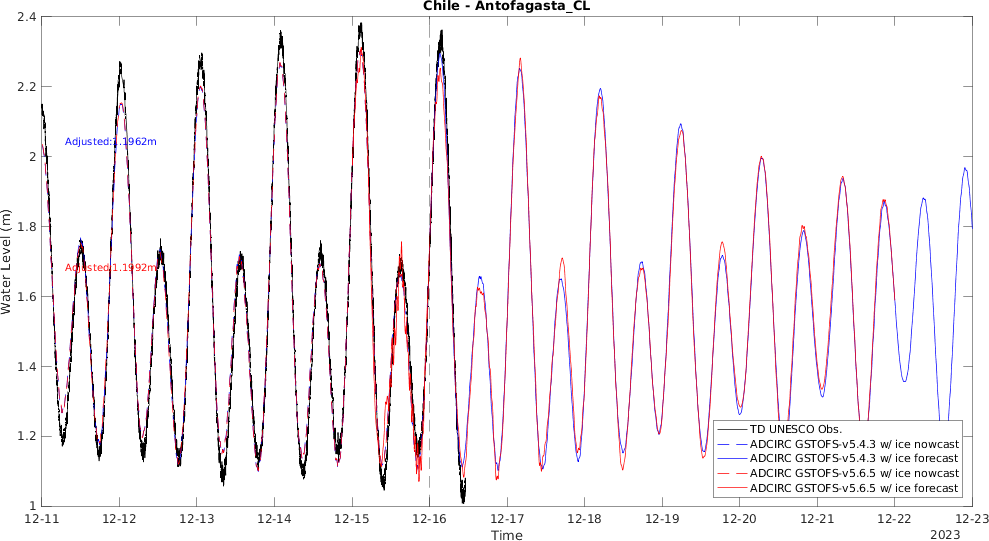 Chile - Antofagasta_CL
2.4
2.2
2
1.8
1.6
1.4
1.2
1
Water Level (m)
Adjusted:1.1962m
Adjusted:1.1992m
TD UNESCO Obs.
ADCIRC GSTOFS-v5.4.3 w/ ice nowcast
ADCIRC GSTOFS-v5.4.3 w/ ice forecast
ADCIRC GSTOFS-v5.6.5 w/ ice nowcast
ADCIRC GSTOFS-v5.6.5 w/ ice forecast
12-11 12-12 12-13 12-14 12-15 12-16 12-17 12-18 12-19 12-20 12-21 12-22 12-23
Time
2023